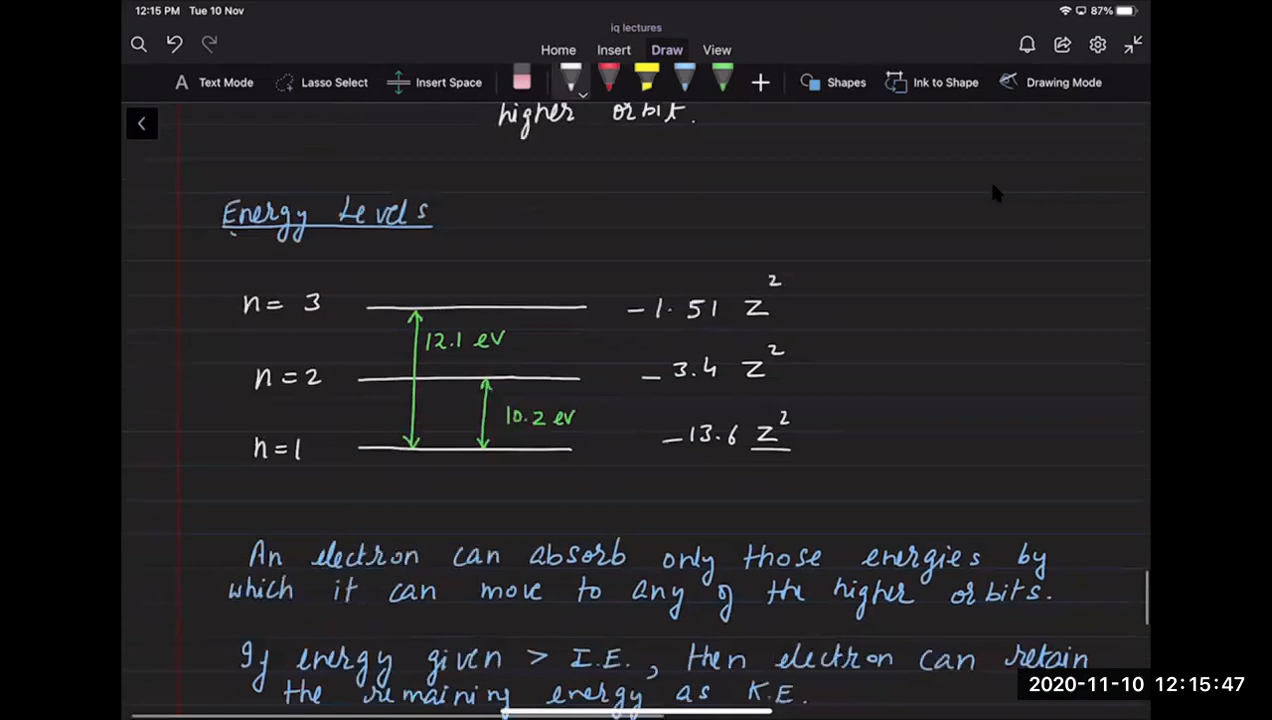 12:15 PM Tue 10 Nov
87%
iq lectures
Home Insert Draw View
Text Mode Lasso Select Insert Space Shapes Ink to Shape Drawing Mode
higher orbit.
Energy Levels
n = 3 -1.51 Z²
12.1 eV
n = 2 -3.4 Z²
10.2 eV
n = 1 -13.6 Z²
An electron can absorb only those energies by
which it can move to any of the higher orbits.
If energy given > I.E., then electron can retain
the remaining energy as K.E.
2020-11-10 12:15:47